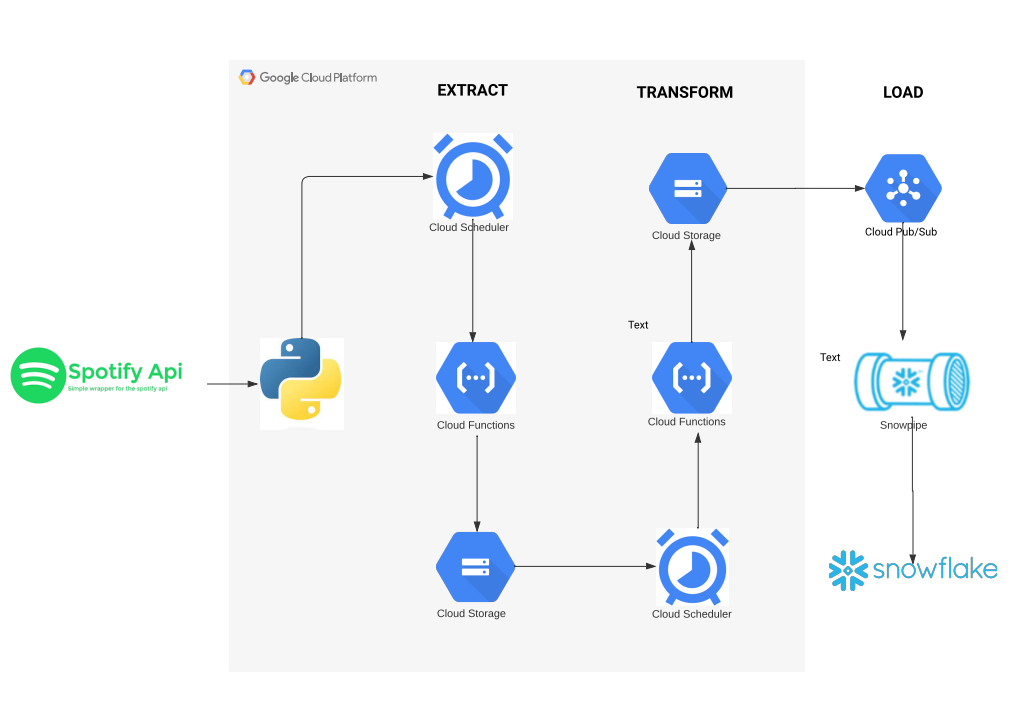 Google Cloud Platform
EXTRACT
TRANSFORM
LOAD
Cloud Scheduler
Cloud Storage
Cloud Pub/Sub
Text
Text
Spotify Api
Simple wrapper for the spotify api
Cloud Functions
Cloud Functions
Snowpipe
snowflake
Cloud Storage
Cloud Scheduler